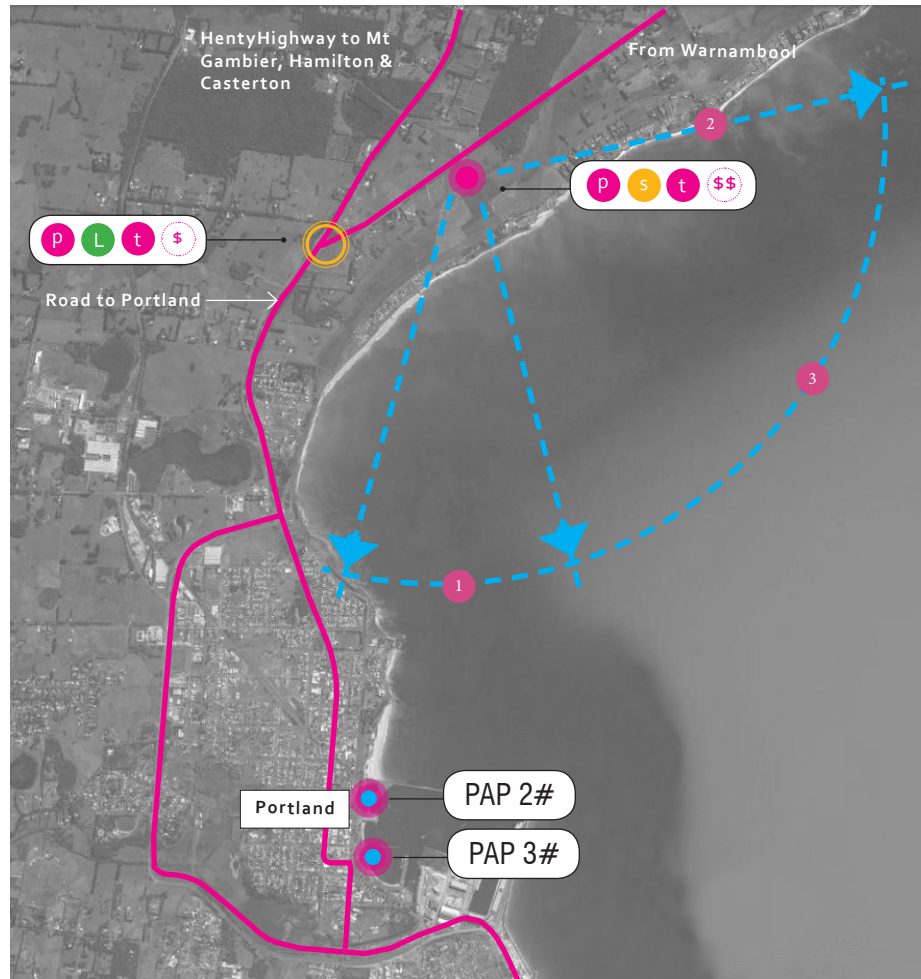 HentyHighway to Mt
Gambier, Hamilton &
Casterton
From Warnambool
2
p s t $$
p L t $
Road to Portland
3
1
PAP 2#
Portland
PAP 3#